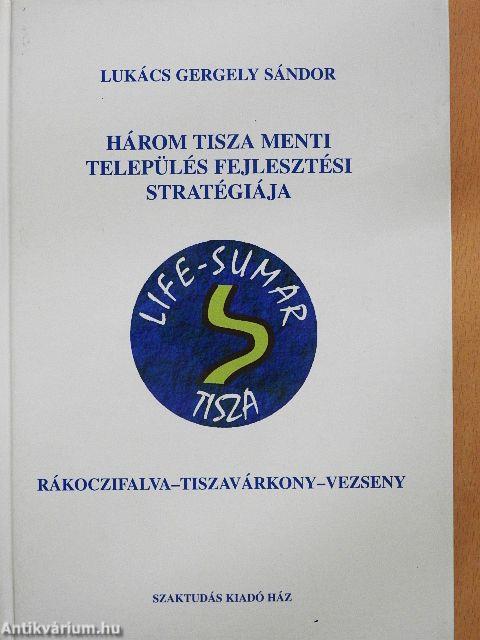 LUKÁCS GERGELY SÁNDOR
HÁROM TISZA MENTI
TELEPÜLÉS FEJLESZTÉSI
STRATÉGIÁJA
LIFE-SUMAR
TISZA
RÁKOCZIFALVA–TISZAVÁRKONY–VEZSENY
SZAKTUDÁS KIADÓ HÁZ
Antikvárium.hu